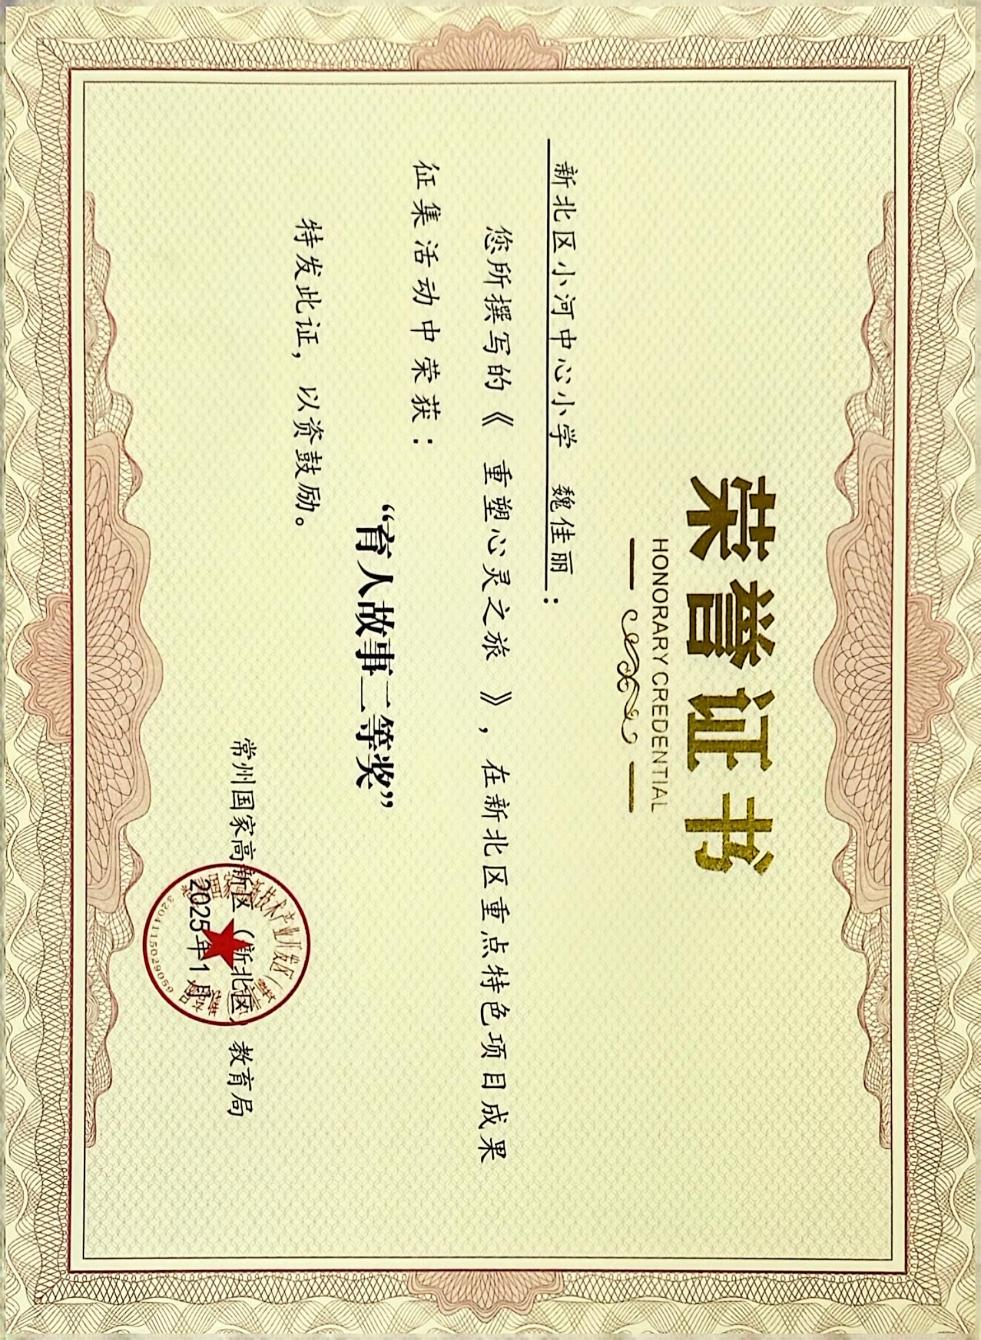 荣誉证书
HONORARY CREDENTIAL
新北区小河中心小学 魏佳丽：
您所撰写的《 重塑心灵之旅 》，在新北区重点特色项目成果
征集活动中荣获：
“育人故事二等奖”
特发此证，以资鼓励。
常州国家高新区（新北区）教育局
2025年1月